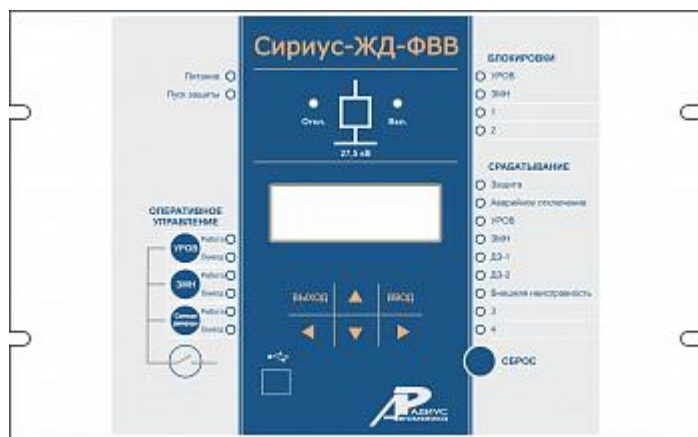 Сириус-ЖД-ФВВ
Питание
Пуск защиты
Откл.
Вкл.
27,5 кВ
БЛОКИРОВКИ
УРОВ
ЗМН
1
2
СРАБАТЫВАНИЕ
Защита
Аварийное отключение
УРОВ
ЗМН
ДЗ-1
ДЗ-2
Внешняя неисправность
3
4
СБРОС
ОПЕРАТИВНОЕ
УПРАВЛЕНИЕ
УРОВ
Работа
Вывод
ЗМН
Работа
Вывод
Работа
Вывод
ВЫХОД
ВВОД
РАДИУС
Автоматика